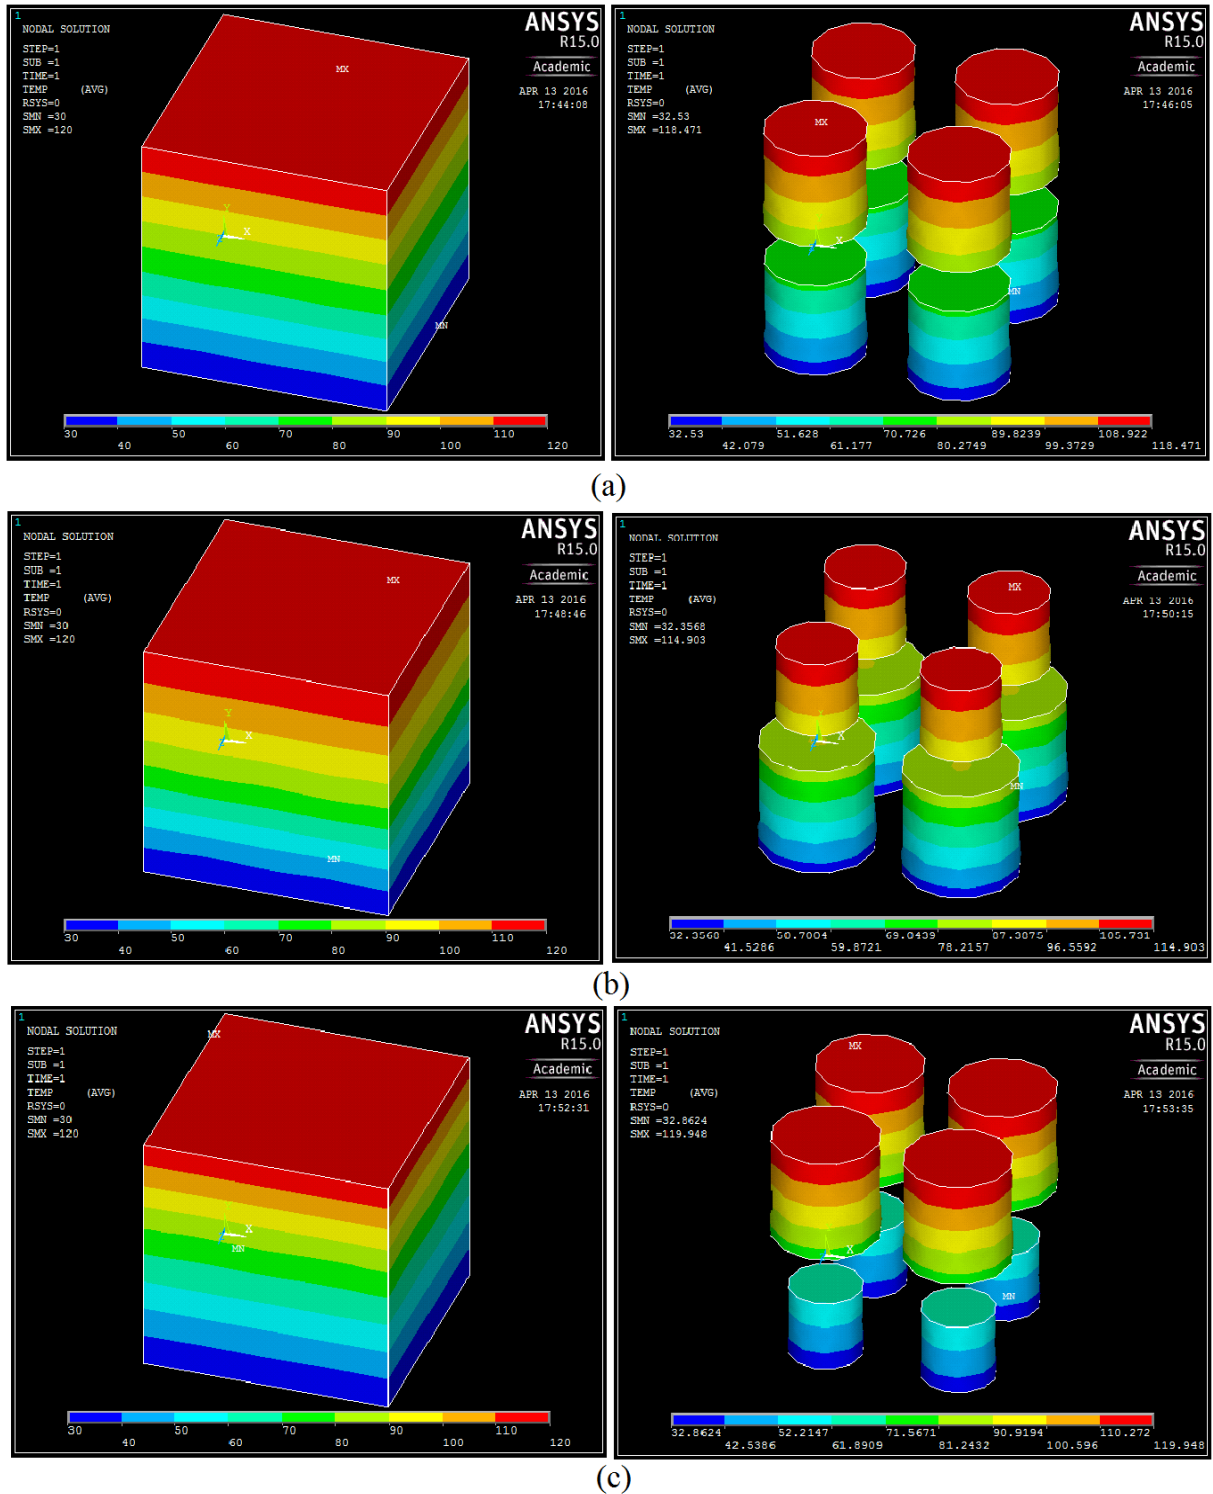 1
NODAL SOLUTION
STEP=1
SUB =1
TIME=1
TEMP (AVG)
RSYS=0
SMN =30
SMX =120
ANSYS
R15.0
Academic
APR 13 2016
17:44:08
MX
Y
X
MN
30 50 70 90 110
40 60 80 100 120
1
NODAL SOLUTION
STEP=1
SUB =1
TIME=1
TEMP (AVG)
RSYS=0
SMN =32.53
SMX =118.471
ANSYS
R15.0
Academic
APR 13 2016
17:46:05
MX
X
MN
32.53 51.628 70.726 89.8239 108.922
42.079 61.177 80.2749 99.3729 118.471
(a)
1
NODAL SOLUTION
STEP=1
SUB =1
TIME=1
TEMP (AVG)
RSYS=0
SMN =30
SMX =120
ANSYS
R15.0
Academic
APR 13 2016
17:48:46
MX
Y
X
MN
30 50 70 90 110
40 60 80 100 120
1
NODAL SOLUTION
STEP=1
SUB =1
TIME=1
TEMP (AVG)
RSYS=0
SMN =32.3568
SMX =114.903
ANSYS
R15.0
Academic
APR 13 2016
17:50:15
MX
Y
X
MN
32.3568 50.7004 69.0439 87.3875 105.731
41.5286 59.8721 78.2157 96.5592 114.903
(b)
1
NODAL SOLUTION
STEP=1
SUB =1
TIME=1
TEMP (AVG)
RSYS=0
SMN =30
SMX =120
ANSYS
R15.0
Academic
APR 13 2016
17:52:31
MX
X
MN
30 50 70 90 110
40 60 80 100 120
1
NODAL SOLUTION
STEP=1
SUB =1
TIME=1
TEMP (AVG)
RSYS=0
SMN =32.8624
SMX =119.948
ANSYS
R15.0
Academic
APR 13 2016
17:53:35
MX
X
MN
32.8624 52.2147 71.5671 90.9194 110.272
42.5386 61.8909 81.2432 100.596 119.948
(c)